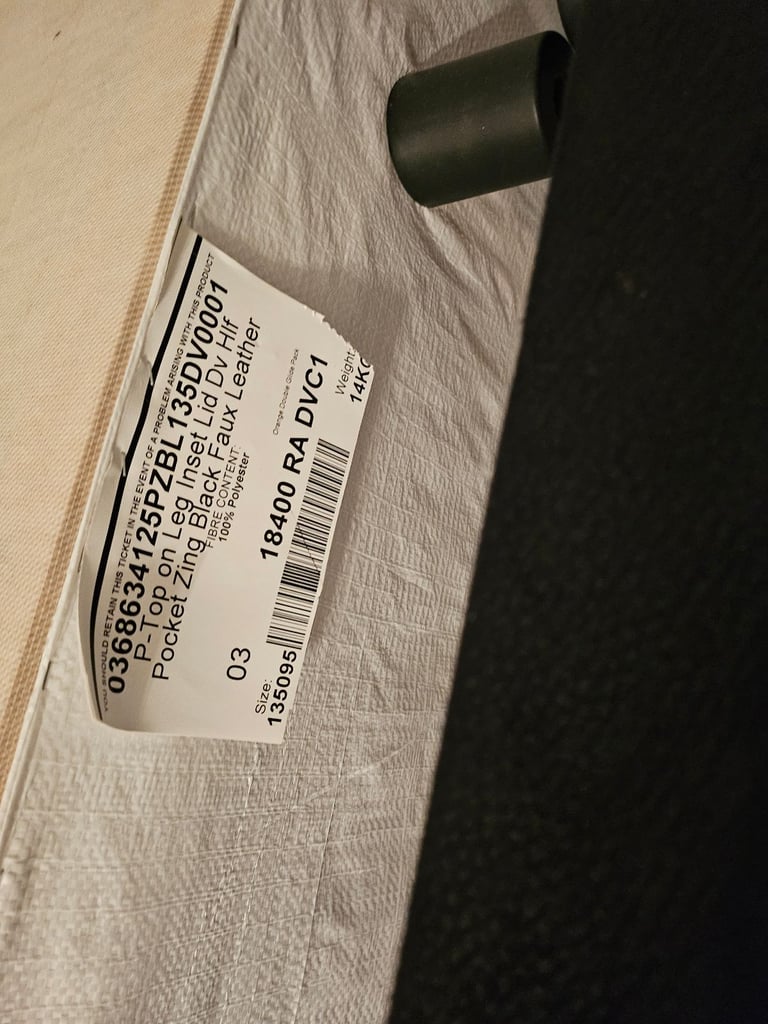 YOU SHOULD RETAIN THIS TICKET IN THE EVENT OF A PROBLEM ARISING WITH THIS PRODUCT
0368634125PZBL135DV0001
P-Top on Leg Inset Lid Dv Hlf
Pocket Zing Black Faux Leather
FIBRE CONTENT:
100% Polyester
Orange Double Glide Pack
03
18400 RA DVC1
Size:
135095
Weight:
14KG